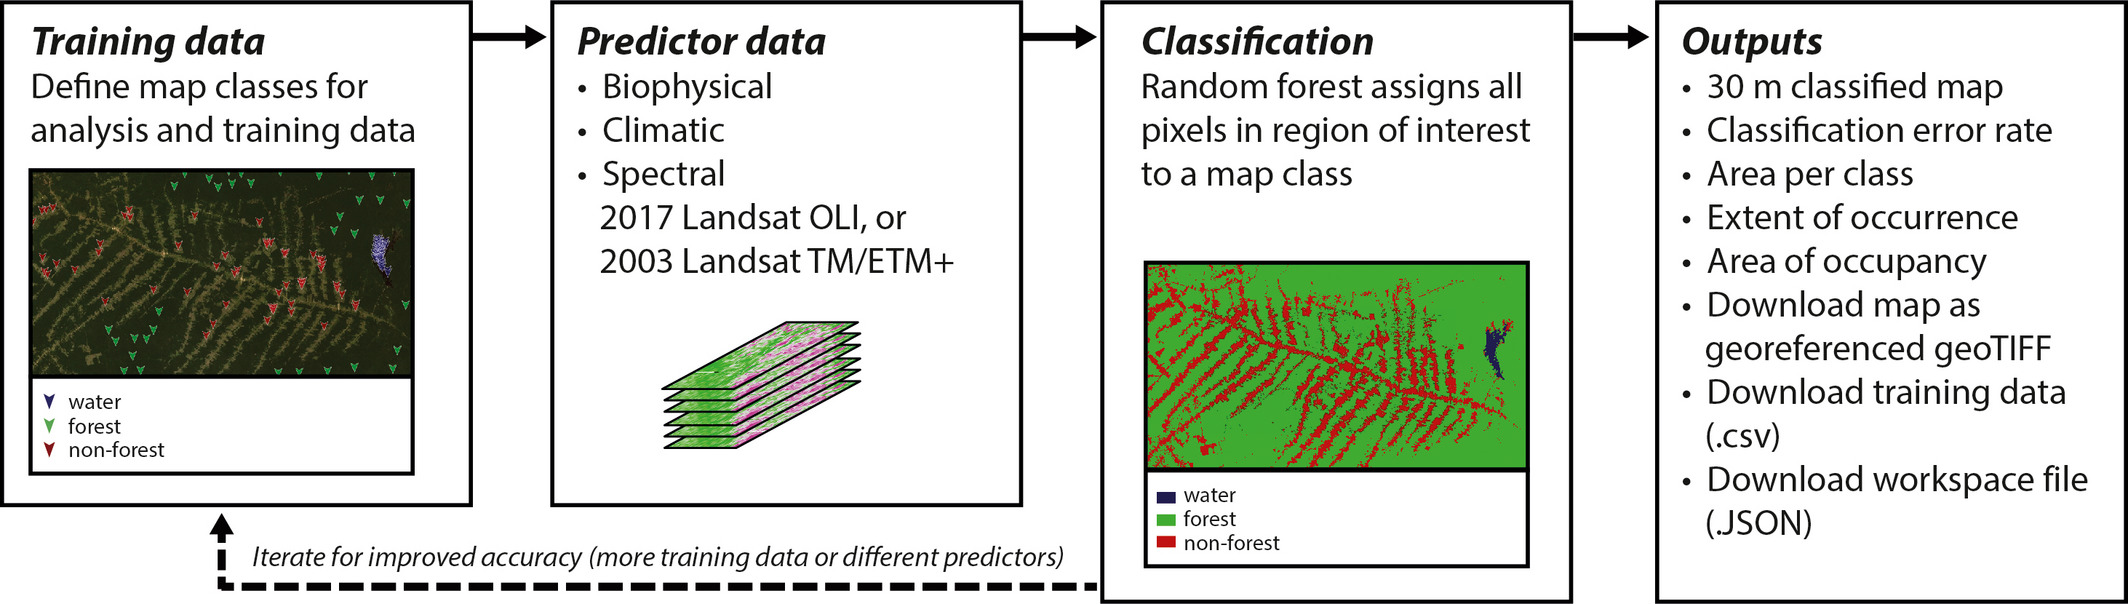 Training data
Define map classes for
analysis and training data
water
forest
non-forest
Predictor data
• Biophysical
• Climatic
• Spectral
2017 Landsat OLI, or
2003 Landsat TM/ETM+
Classification
Random forest assigns all
pixels in region of interest
to a map class
water
forest
non-forest
Outputs
• 30 m classified map
• Classification error rate
• Area per class
• Extent of occurrence
• Area of occupancy
• Download map as
georeferenced geoTIFF
• Download training data
(.csv)
• Download workspace file
(.JSON)
Iterate for improved accuracy (more training data or different predictors)